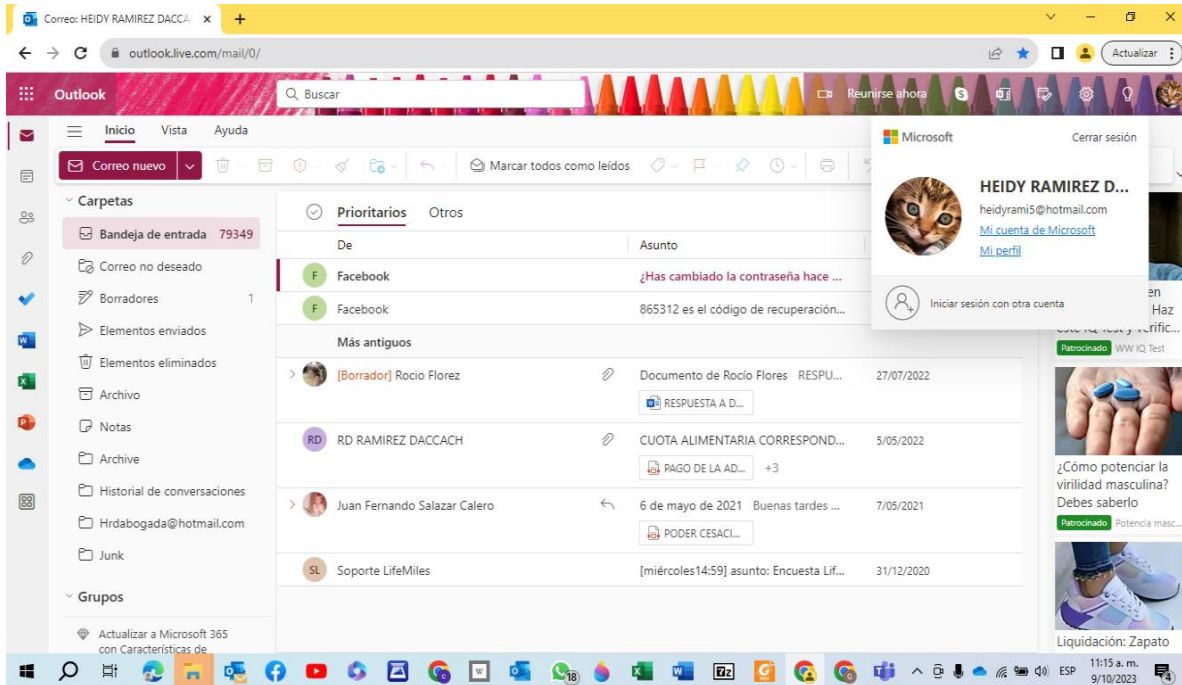 Correo: HEIDY RAMIREZ DACCA
outlook.live.com/mail/0/
Actualizar
Outlook
Buscar
Reunirse ahora
Inicio Vista Ayuda
Microsoft
Cerrar sesión
Correo nuevo
Marcar todos como leídos
HEIDY RAMIREZ D...
heidyrami5@hotmail.com
Mi cuenta de Microsoft
Mi perfil
Iniciar sesión con otra cuenta
Carpetas
Bandeja de entrada 79349
Correo no deseado
Borradores 1
Elementos enviados
Elementos eliminados
Archivo
Notas
Archive
Historial de conversaciones
Hrdabogada@hotmail.com
Junk
Grupos
Actualizar a Microsoft 365
con Características de
Prioritarios Otros
De Asunto
F Facebook ¿Has cambiado la contraseña hace ...
F Facebook 865312 es el código de recuperación...
Más antiguos
[Borrador] Rocio Florez Documento de Rocío Flores RESPU... 27/07/2022
RESPUESTA A D...
RD RD RAMIREZ DACCACH CUOTA ALIMENTARIA CORRESPOND... 5/05/2022
PAGO DE LA AD... +3
Juan Fernando Salazar Calero 6 de mayo de 2021 Buenas tardes ... 7/05/2021
PODER CESACI...
SL Soporte LifeMiles [miércoles14:59] asunto: Encuesta Lif... 31/12/2020
en
Haz
Patrocinado WW IQ Test
¿Cómo potenciar la
virilidad masculina?
Debes saberlo
Patrocinado Potencia masc...
Liquidación: Zapato
18
ESP
11:15 a. m.
9/10/2023
4